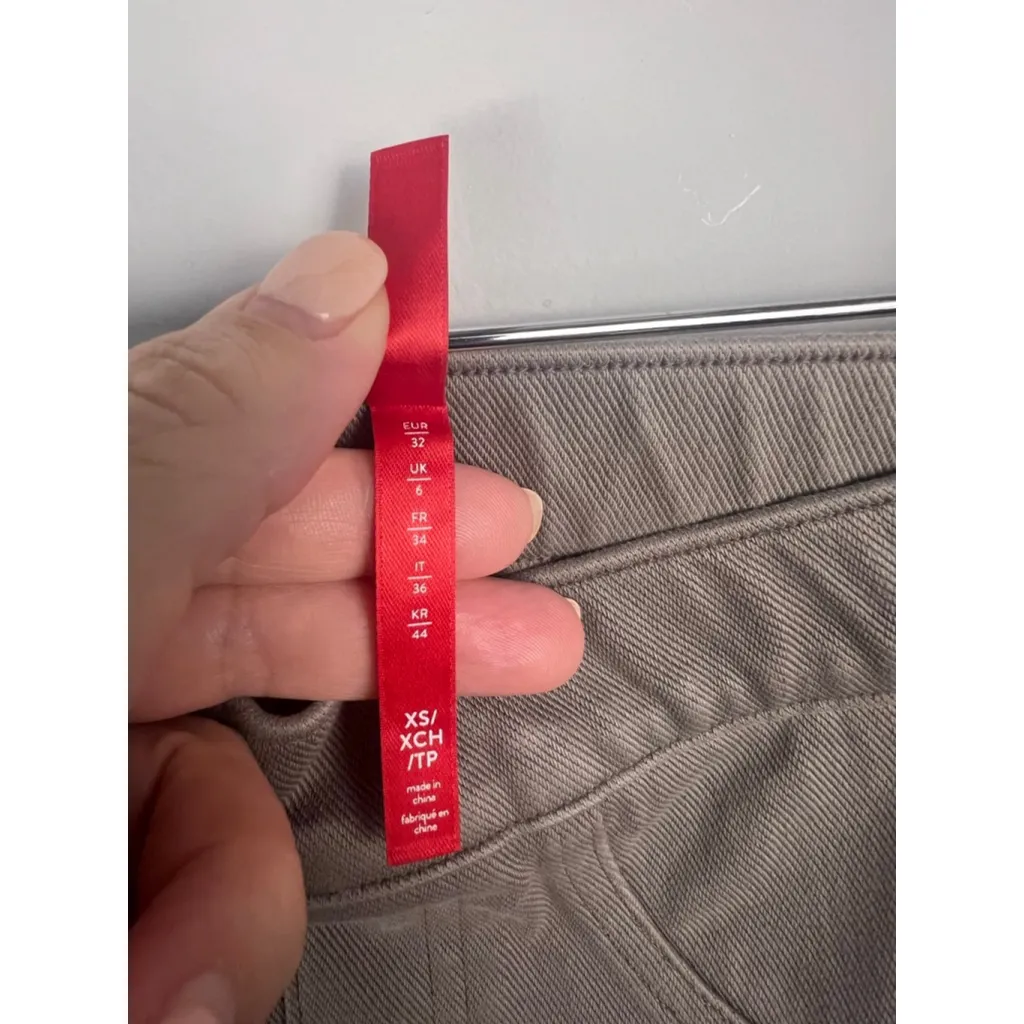 EUR
32
UK
6
FR
34
IT
36
KR
44
XS/
XCH
/TP
made in
china
fabriqué en
chine